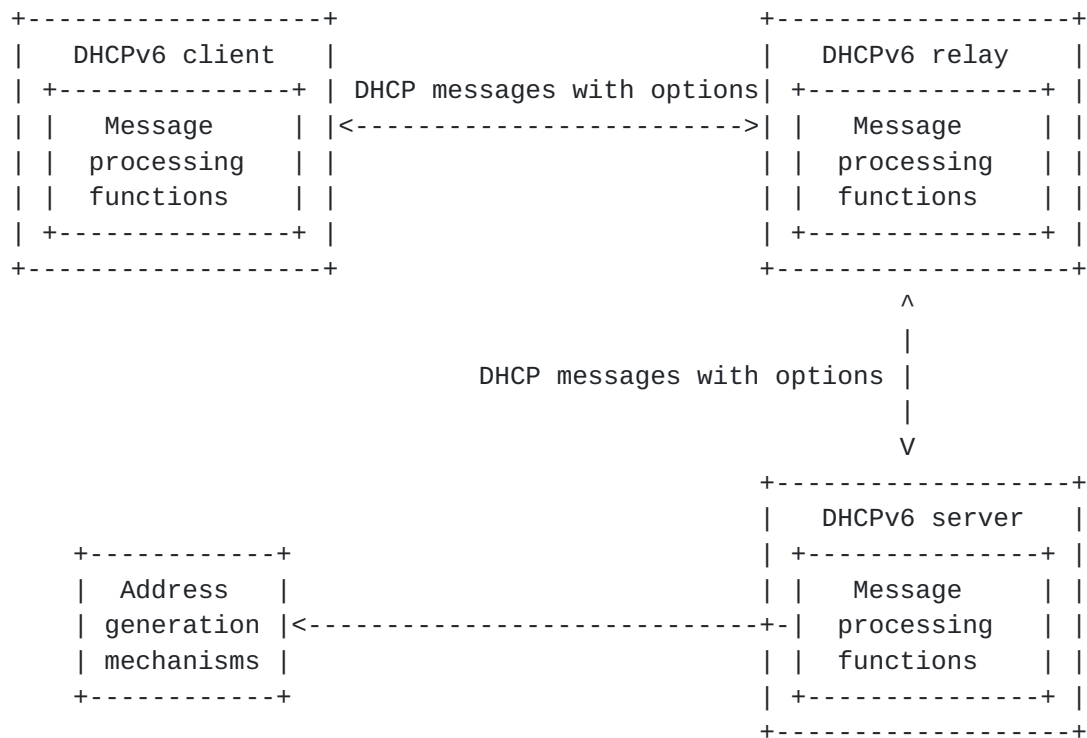 DHCPv6 client DHCPv6 relay
DHCP messages with options
Message Message
processing processing
functions functions
DHCP messages with options
DHCPv6 server
Address Message
generation processing
mechanisms functions